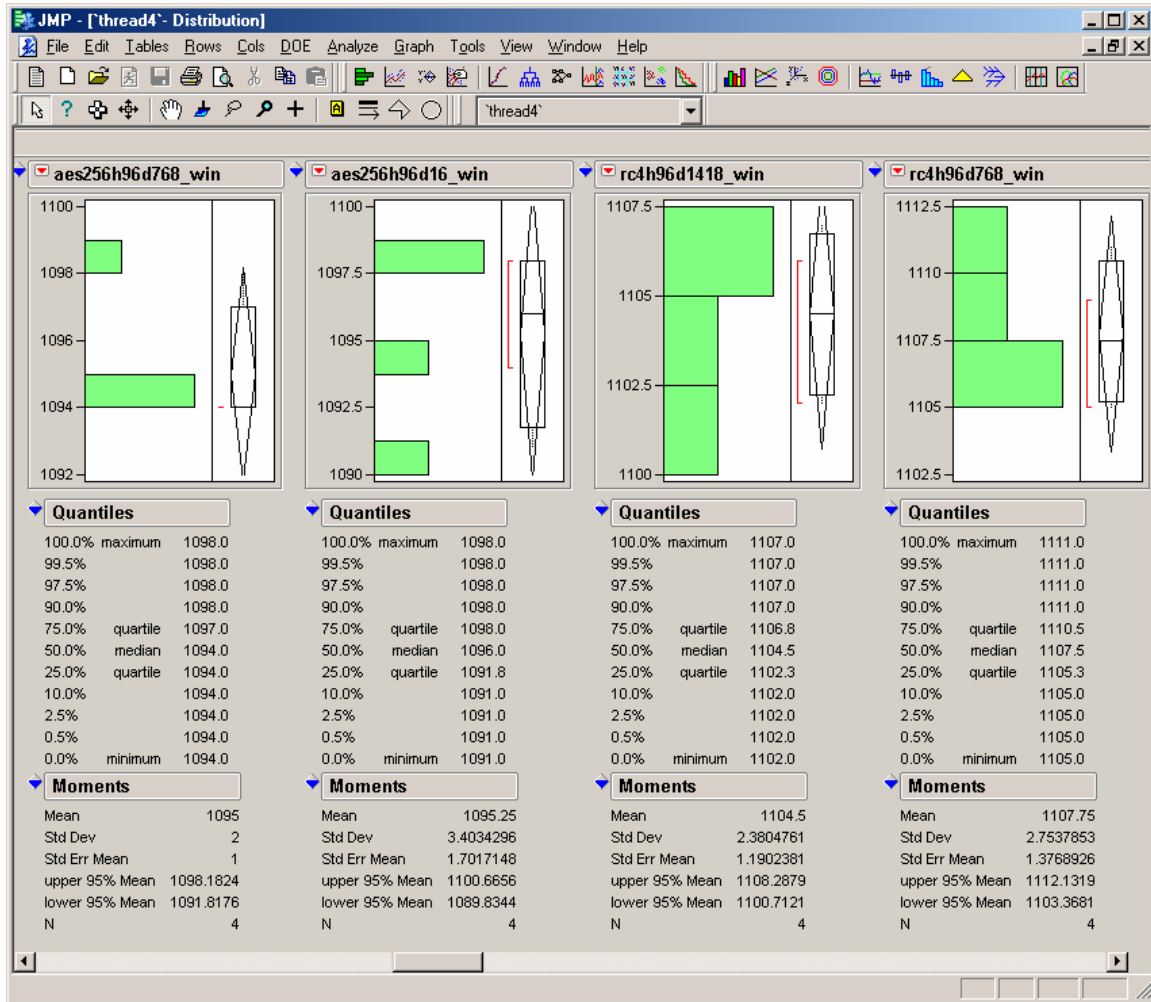 JMP - [`thread4`- Distribution]
File Edit Tables Rows Cols DOE Analyze Graph Tools View Window Help
`thread4`
aes256h96d768_win
1100
1098
1096
1094
1092
Quantiles
100.0% maximum 1098.0
99.5% 1098.0
97.5% 1098.0
90.0% 1098.0
75.0% quartile 1097.0
50.0% median 1094.0
25.0% quartile 1094.0
10.0% 1094.0
2.5% 1094.0
0.5% 1094.0
0.0% minimum 1094.0
Moments
Mean 1095
Std Dev 2
Std Err Mean 1
upper 95% Mean 1098.1824
lower 95% Mean 1091.8176
N 4
aes256h96d16_win
1100
1097.5
1095
1092.5
1090
Quantiles
100.0% maximum 1098.0
99.5% 1098.0
97.5% 1098.0
90.0% 1098.0
75.0% quartile 1098.0
50.0% median 1096.0
25.0% quartile 1091.8
10.0% 1091.0
2.5% 1091.0
0.5% 1091.0
0.0% minimum 1091.0
Moments
Mean 1095.25
Std Dev 3.4034296
Std Err Mean 1.7017148
upper 95% Mean 1100.6656
lower 95% Mean 1089.8344
N 4
rc4h96d1418_win
1107.5
1105
1102.5
1100
Quantiles
100.0% maximum 1107.0
99.5% 1107.0
97.5% 1107.0
90.0% 1107.0
75.0% quartile 1106.8
50.0% median 1104.5
25.0% quartile 1102.3
10.0% 1102.0
2.5% 1102.0
0.5% 1102.0
0.0% minimum 1102.0
Moments
Mean 1104.5
Std Dev 2.3804761
Std Err Mean 1.1902381
upper 95% Mean 1108.2879
lower 95% Mean 1100.7121
N 4
rc4h96d768_win
1112.5
1110
1107.5
1105
1102.5
Quantiles
100.0% maximum 1111.0
99.5% 1111.0
97.5% 1111.0
90.0% 1111.0
75.0% quartile 1110.5
50.0% median 1107.5
25.0% quartile 1105.3
10.0% 1105.0
2.5% 1105.0
0.5% 1105.0
0.0% minimum 1105.0
Moments
Mean 1107.75
Std Dev 2.7537853
Std Err Mean 1.3768926
upper 95% Mean 1112.1319
lower 95% Mean 1103.3681
N 4